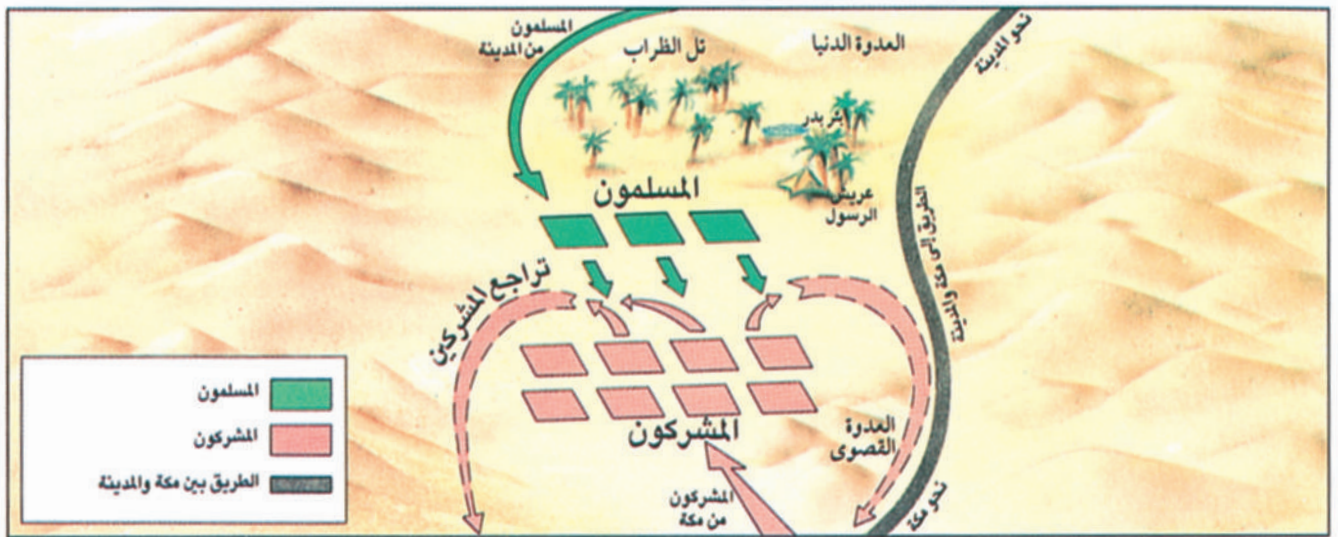 المسلمون
من المدينة
تل الظراب
العدوة الدنيا
نحو المدينة
بئر بدر
المسلمون
عريش
الرسول
الطريق إلى مكة والمدينة
تراجع المشركين
المشركون
العدوة
القصوى
المشركون
من مكة
نحو مكة
المسلمون
المشركون
الطريق بين مكة والمدينة